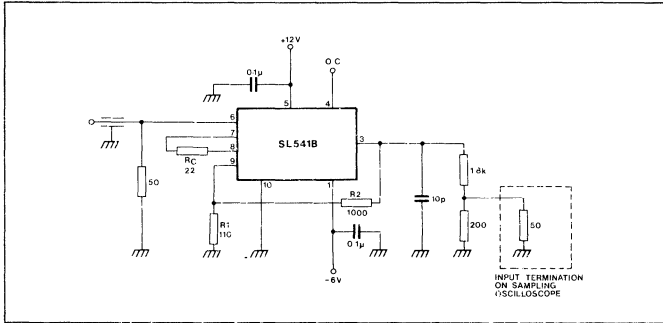 +12V
0.1µ
O C
5
4
6
7
8
9
SL541B
3
RC
22
10
1
R2
1000
50
R1
110
0.1µ
-6V
10p
1.8k
200
50
INPUT TERMINATION
ON SAMPLING
OSCILLOSCOPE